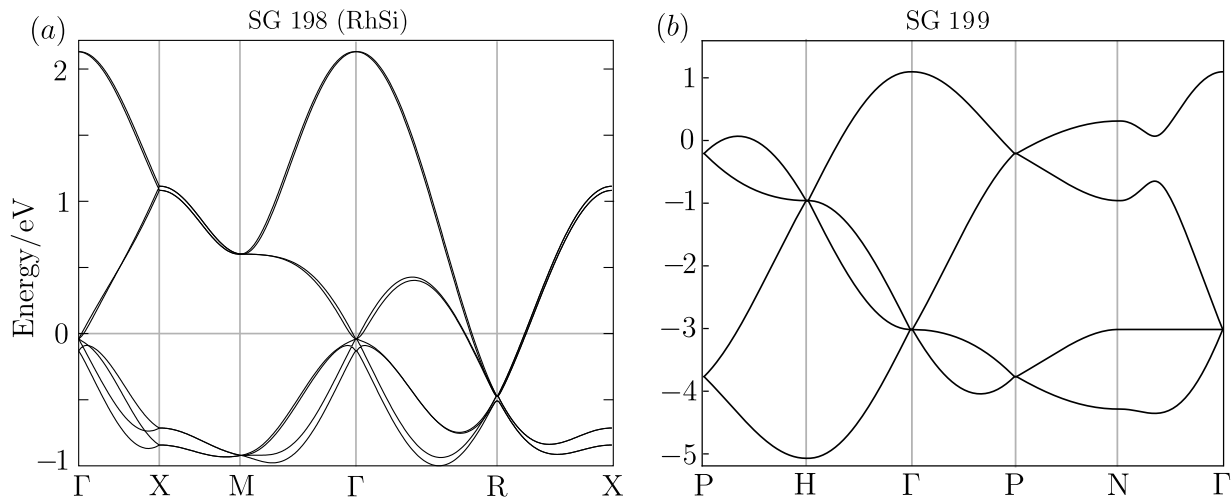 (a) SG 198 (RhSi)
Energy/eV
2
1
0
−1
Γ X M Γ R X
(b) SG 199
1
0
−1
−2
−3
−4
−5
P H Γ P N Γ